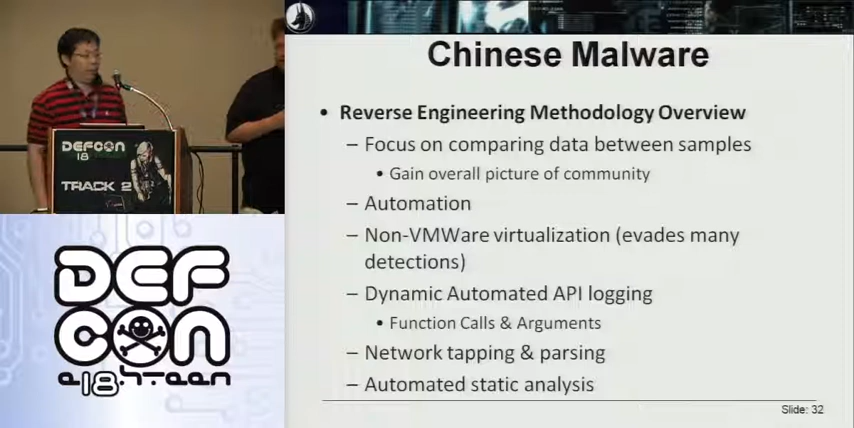 Chinese Malware
• Reverse Engineering Methodology Overview
– Focus on comparing data between samples
• Gain overall picture of community
– Automation
– Non-VMWare virtualization (evades many
detections)
– Dynamic Automated API logging
• Function Calls & Arguments
– Network tapping & parsing
– Automated static analysis
Slide: 32
DEFCON
18
TRACK 2
DEF
CON
e18hteen